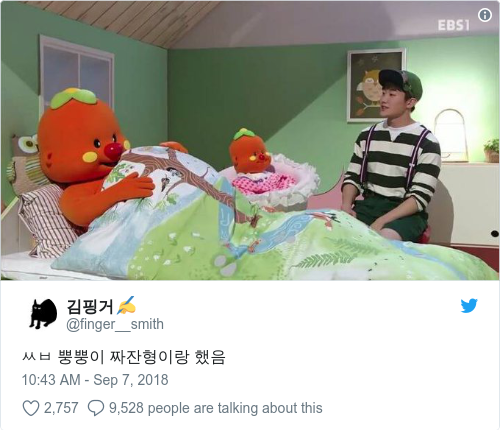 EBS1
김핑거✍
@finger__smith
ㅆㅂ 뿡뿡이 짜잔형이랑 했음
10:43 AM - Sep 7, 2018
2,757 9,528 people are talking about this